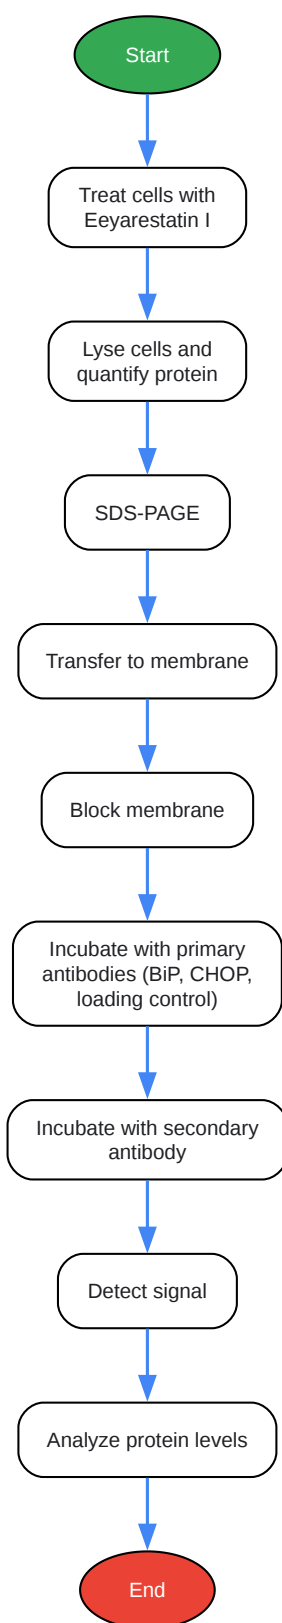 Start
Treat cells with
Eeyarestatin I
Lyse cells and
quantify protein
SDS-PAGE
Transfer to membrane
Block membrane
Incubate with primary
antibodies (BiP, CHOP,
loading control)
Incubate with secondary
antibody
Detect signal
Analyze protein levels
End